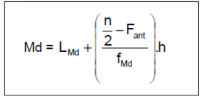 Md = L_Md + ( ( n/2 − F_ant ) / f_Md ) .h